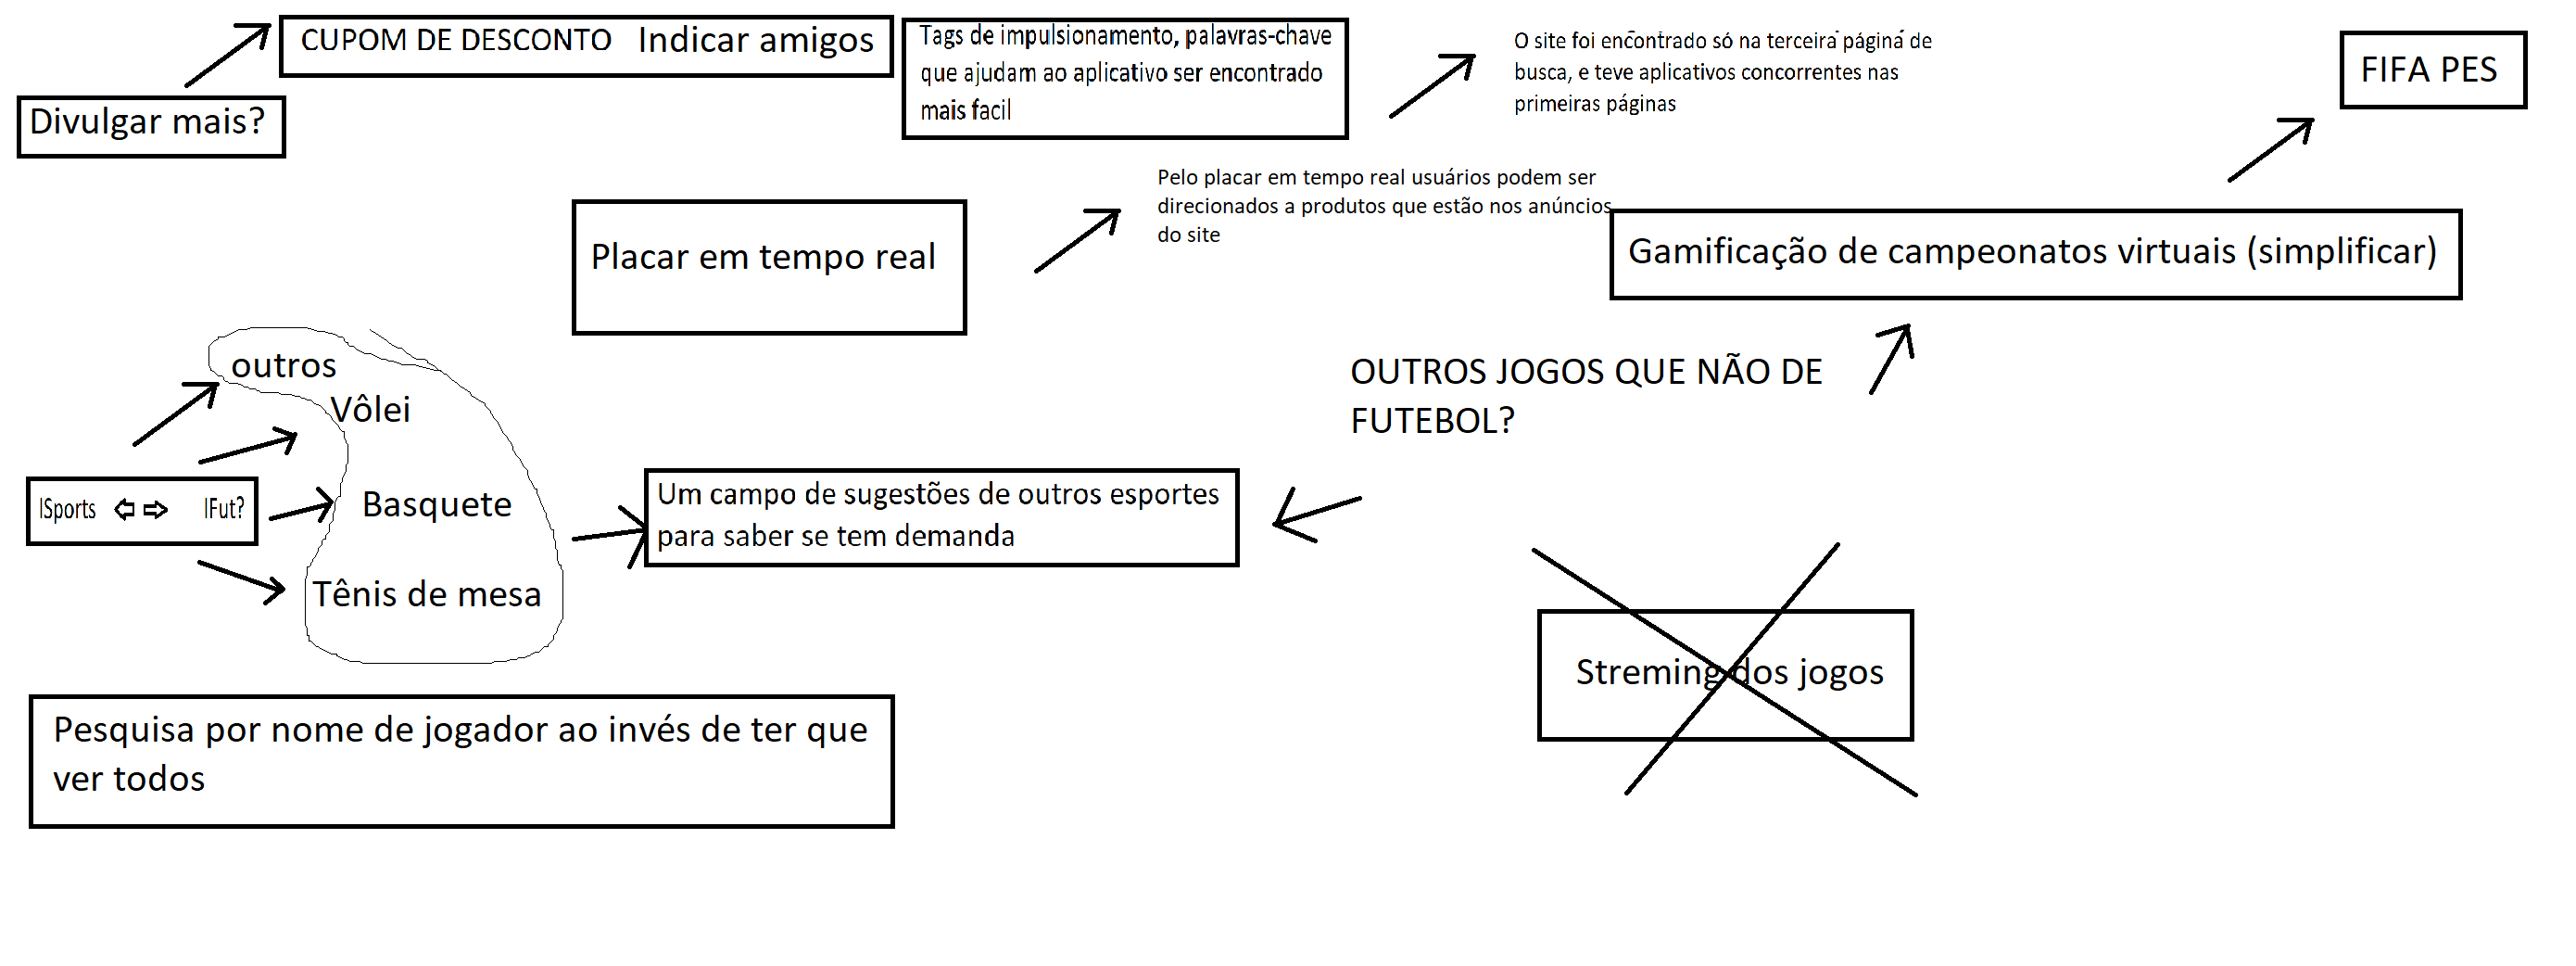 CUPOM DE DESCONTO Indicar amigos
Divulgar mais?
Tags de impulsionamento, palavras-chave
que ajudam ao aplicativo ser encontrado
mais facil
O site foi encontrado só na terceira página de
busca, e teve aplicativos concorrentes nas
primeiras páginas
FIFA PES
Placar em tempo real
Pelo placar em tempo real usuários podem ser
direcionados a produtos que estão nos anúncios
do site
Gamificação de campeonatos virtuais (simplificar)
outros
Vôlei
Basquete
Tênis de mesa
ISports ⇦ ⇨ IFut?
Um campo de sugestões de outros esportes
para saber se tem demanda
OUTROS JOGOS QUE NÃO DE
FUTEBOL?
Streming dos jogos
Pesquisa por nome de jogador ao invés de ter que
ver todos